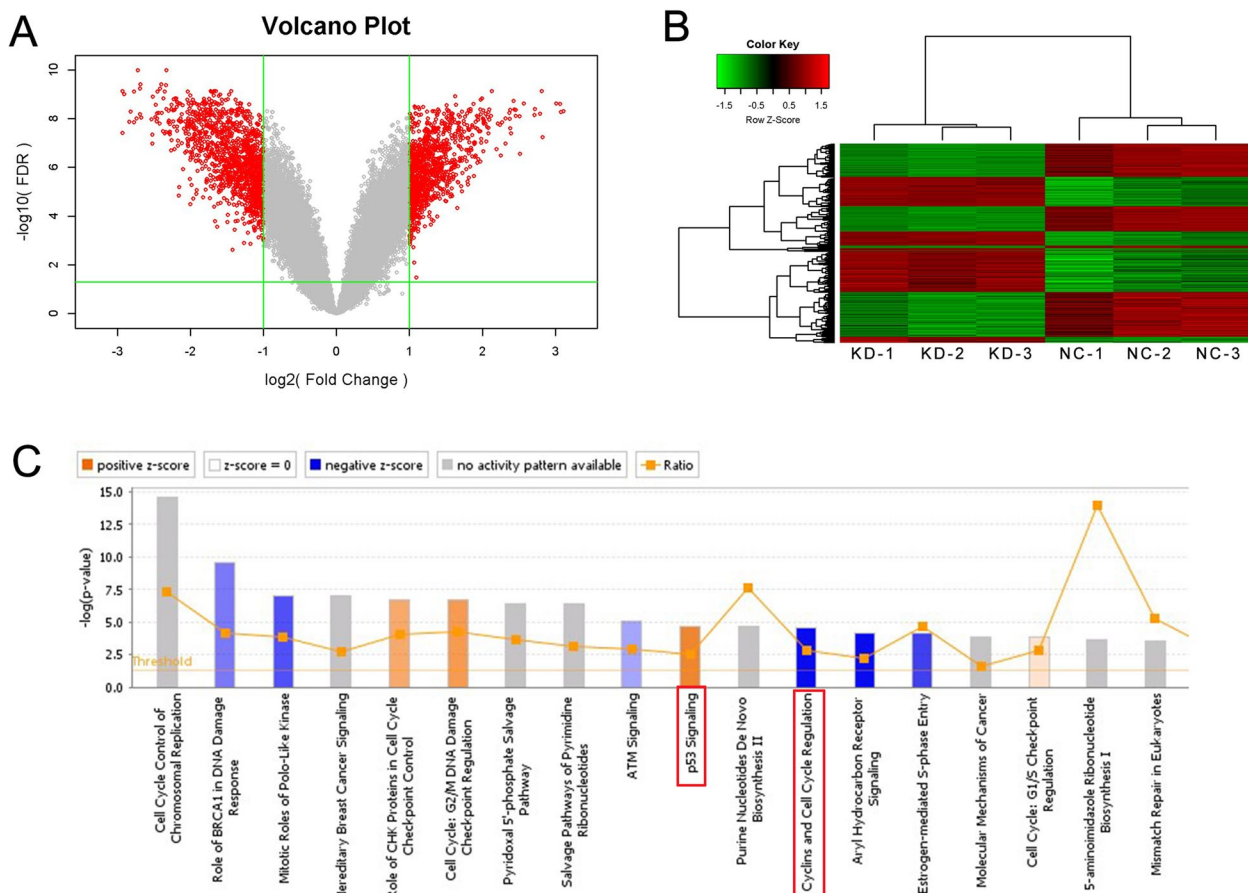 A
Volcano Plot
-log10( FDR )
10
8
6
4
2
0
-3 -2 -1 0 1 2 3
log2( Fold Change )
B
Color Key
-1.5 -0.5 0.5 1.5
Row Z-Score
KD-1 KD-2 KD-3 NC-1 NC-2 NC-3
C
positive z-score z-score = 0 negative z-score no activity pattern available Ratio
-log(p-value)
15.0
12.5
10.0
7.5
5.0
2.5
0.0
Threshold
Cell Cycle Control of
Chromosomal Replication
Role of BRCA1 in DNA Damage
Response
Mitotic Roles of Polo-Like Kinase
Hereditary Breast Cancer Signaling
Role of CHK Proteins in Cell Cycle
Checkpoint Control
Cell Cycle: G2/M DNA Damage
Checkpoint Regulation
Pyridoxal 5'-phosphate Salvage
Pathway
Salvage Pathways of Pyrimidine
Ribonucleotides
ATM Signaling
p53 Signaling
Purine Nucleotides De Novo
Biosynthesis II
Cyclins and Cell Cycle Regulation
Aryl Hydrocarbon Receptor
Signaling
Estrogen-mediated S-phase Entry
Molecular Mechanisms of Cancer
Cell Cycle: G1/S Checkpoint
Regulation
5-aminoimidazole Ribonucleotide
Biosynthesis I
Mismatch Repair in Eukaryotes